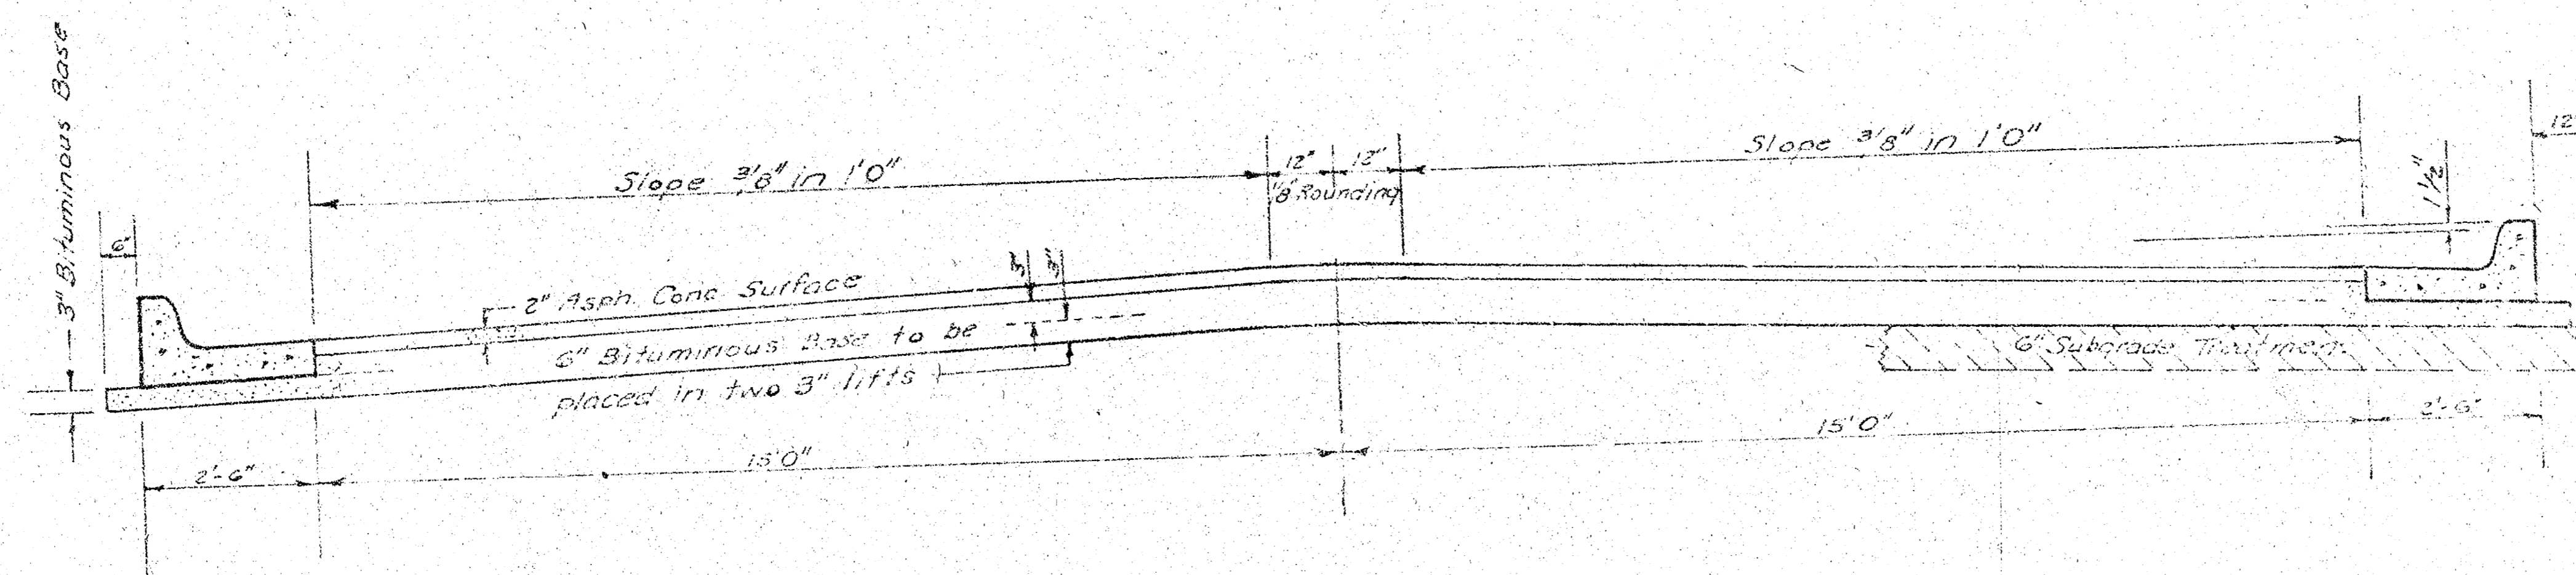 3" Bituminous Base
6"
Slope 3/8" in 1'0"
12" 12"
1/8" Rounding
Slope 3/8" in 1'0"
12"
1 1/2"
3" 3"
2" Asph. Conc Surface
6" Bituminous Base to be
placed in two 3" lifts
6" Subgrade Treatment
2'-6"
15'0"
15'0"
2'-6"